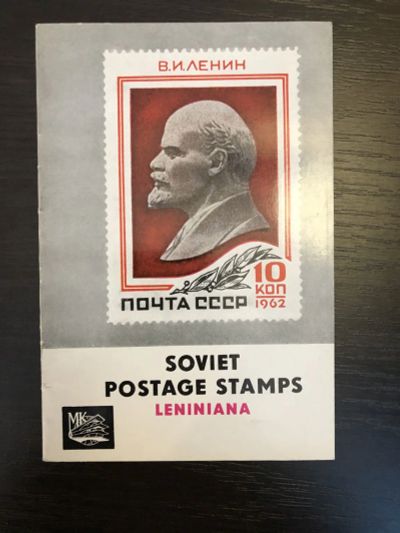 В.И.ЛЕНИН
10
КОП
ПОЧТА СССР 1962
SOVIET
POSTAGE STAMPS
LENINIANA
МК